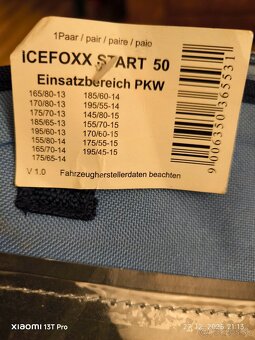 1Paar / pair / paire / paio
ICEFOXX START 50
Einsatzbereich PKW
165/80-13 185/60-14
170/80-13 195/55-14
175/70-13 145/80-15
185/65-13 155/70-15
195/60-13 170/60-15
155/80-14 175/55-15
165/70-14 195/45-15
175/65-14
V 1.0 Fahrzeugherstellerdaten beachten
9006350365531
XIAOMI 13T Pro
21:13